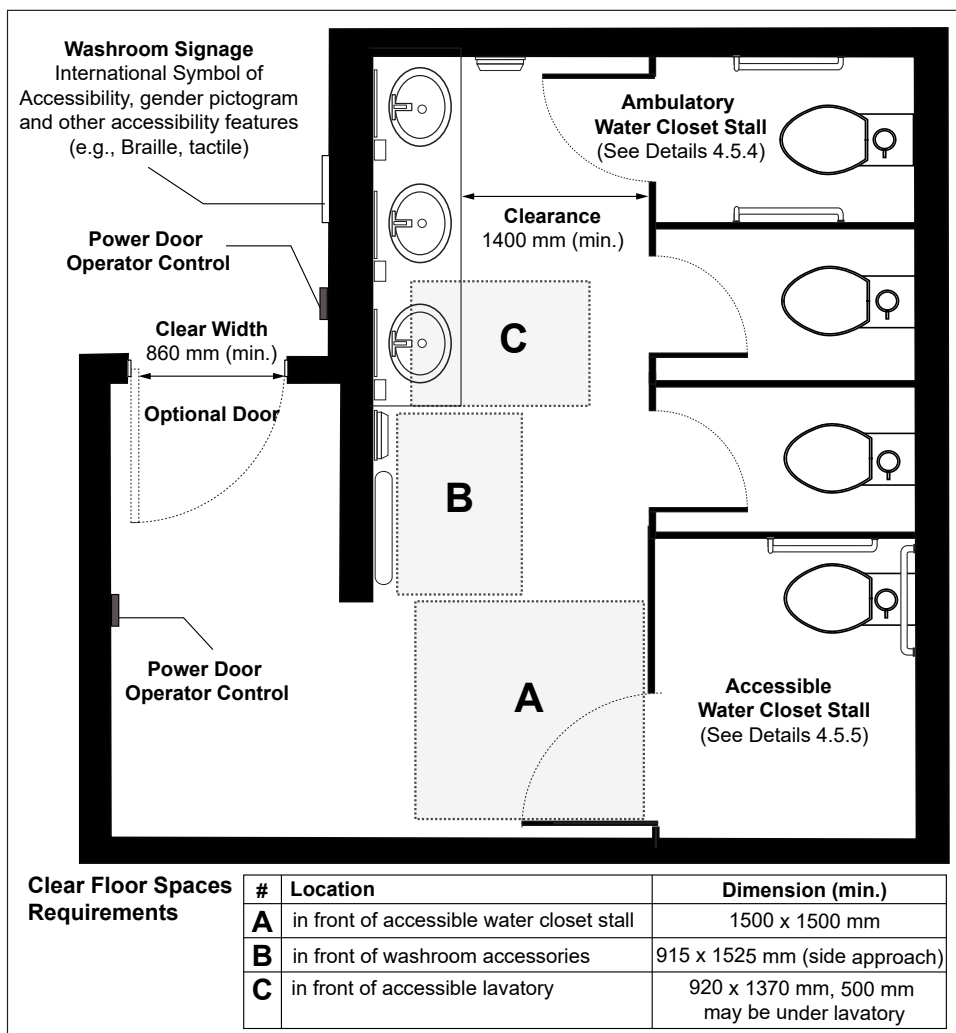 Washroom Signage
International Symbol of
Accessibility, gender pictogram
and other accessibility features
(e.g., Braille, tactile)
Ambulatory
Water Closet Stall
(See Details 4.5.4)
Clearance
1400 mm (min.)
Power Door
Operator Control
Clear Width
860 mm (min.)
Optional Door
C
B
Power Door
Operator Control
A
Accessible
Water Closet Stall
(See Details 4.5.5)
Clear Floor Spaces
Requirements
# Location Dimension (min.)
A in front of accessible water closet stall 1500 x 1500 mm
B in front of washroom accessories 915 x 1525 mm (side approach)
C in front of accessible lavatory 920 x 1370 mm, 500 mm
may be under lavatory